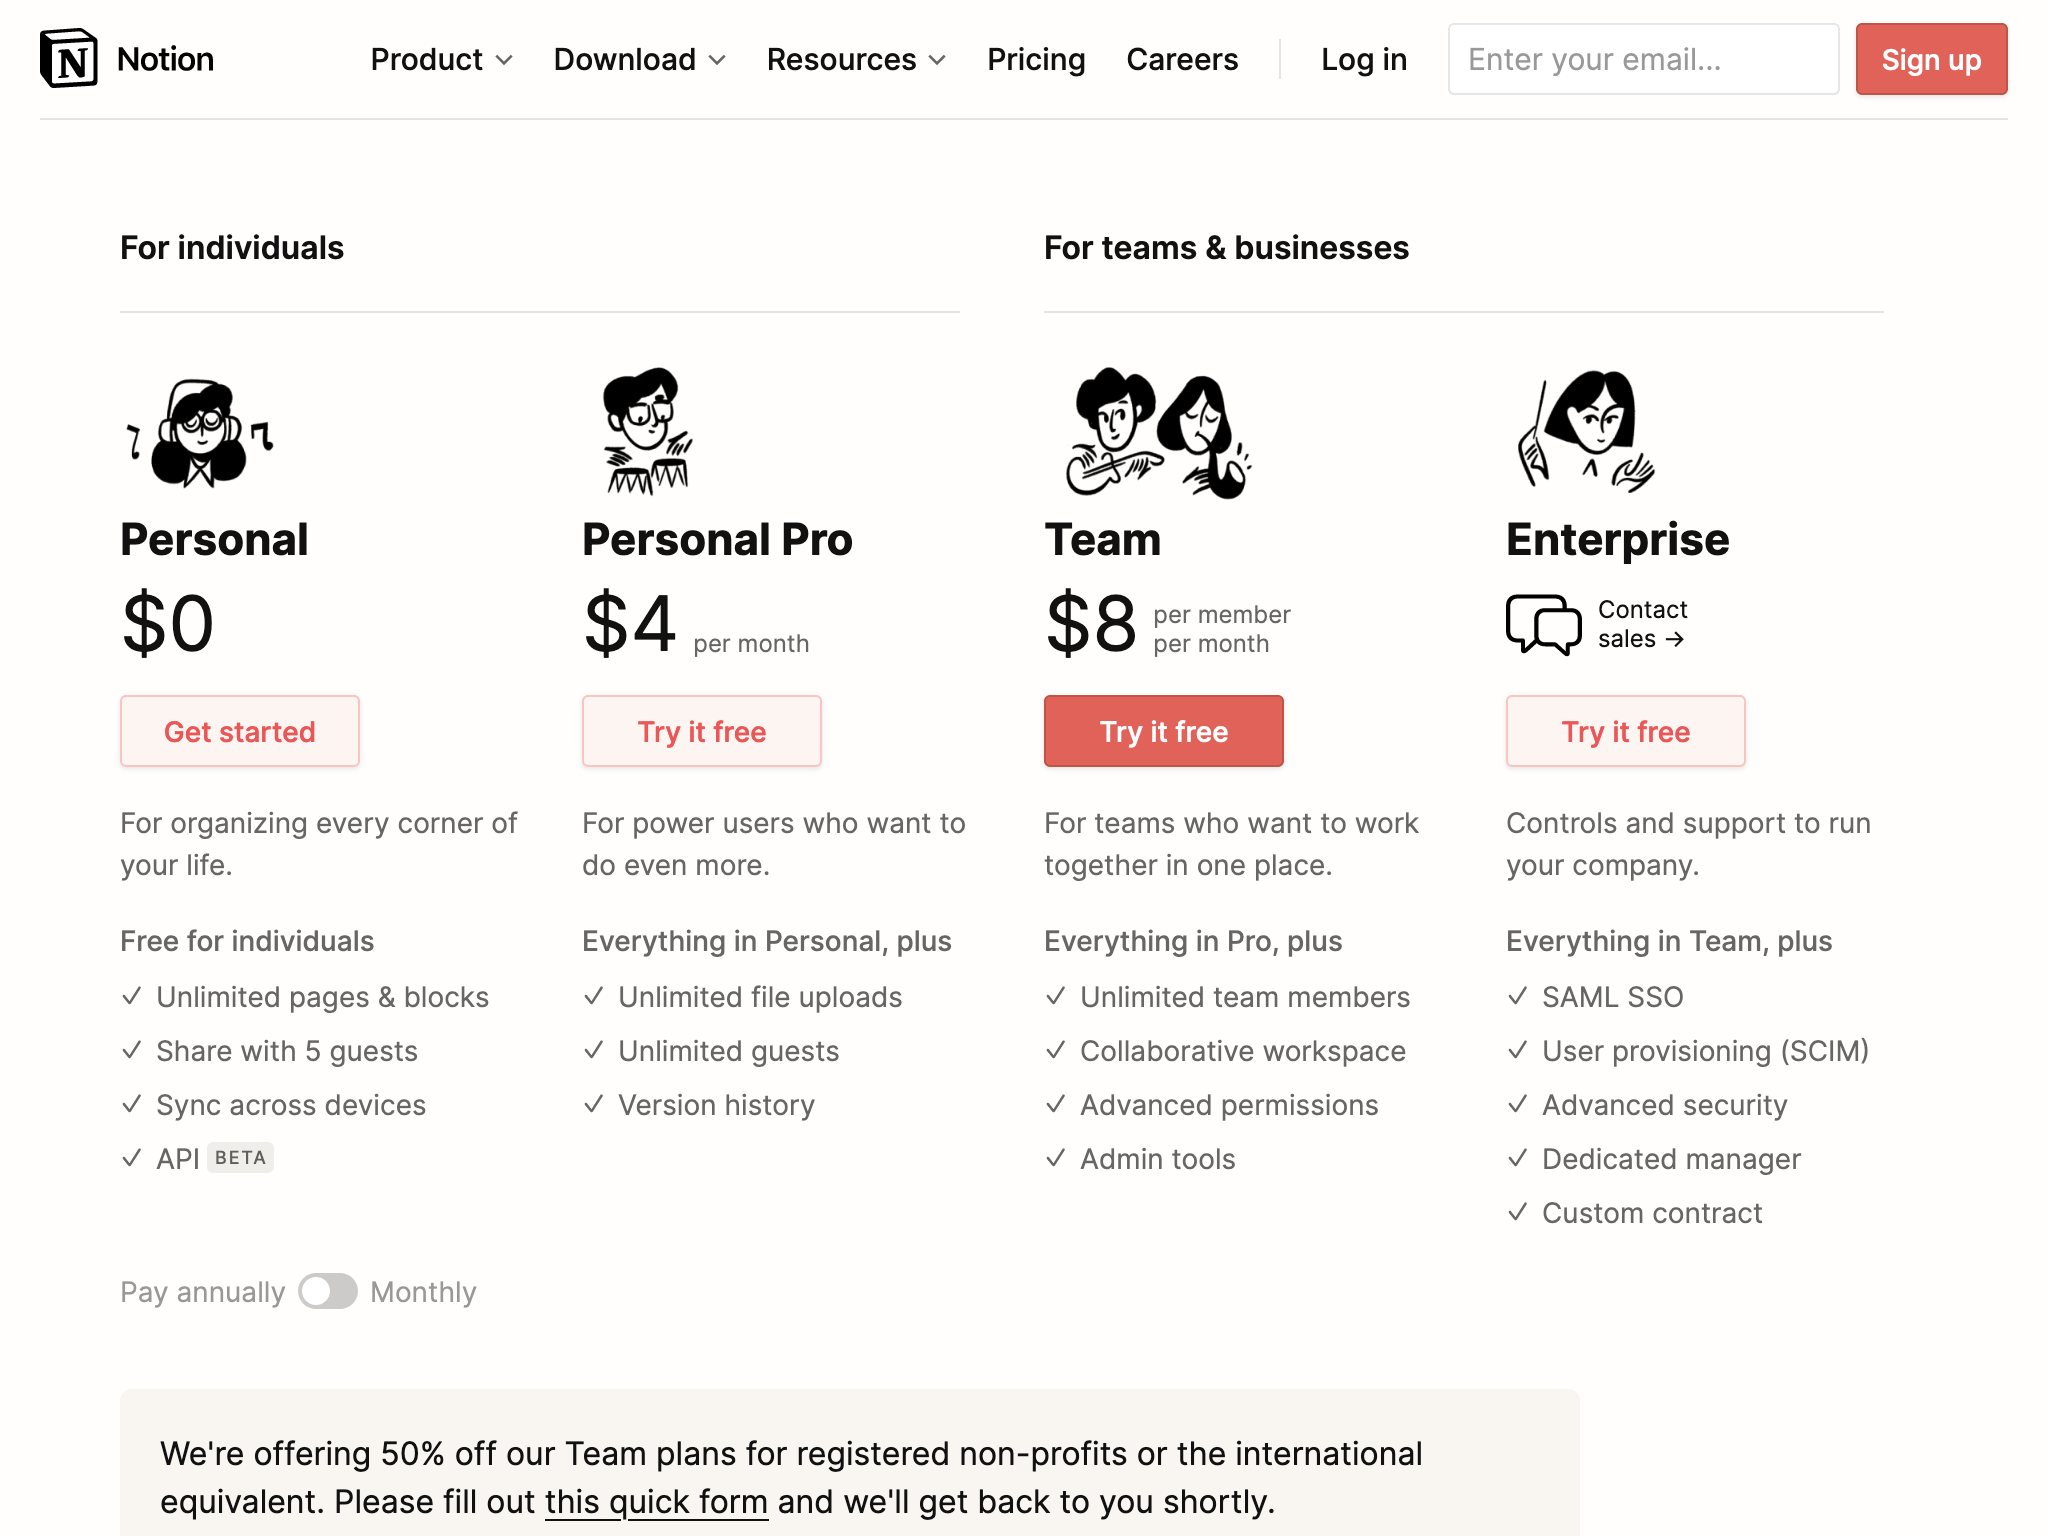 Notion
Product
Download
Resources
Pricing
Careers
Log in
Enter your email...
Sign up
For individuals
For teams & businesses
Personal
$0
Get started
For organizing every corner of
your life.
Free for individuals
Unlimited pages & blocks
Share with 5 guests
Sync across devices
API BETA
Personal Pro
$4 per month
Try it free
For power users who want to
do even more.
Everything in Personal, plus
Unlimited file uploads
Unlimited guests
Version history
Team
$8 per member
per month
Try it free
For teams who want to work
together in one place.
Everything in Pro, plus
Unlimited team members
Collaborative workspace
Advanced permissions
Admin tools
Enterprise
Contact
sales →
Try it free
Controls and support to run
your company.
Everything in Team, plus
SAML SSO
User provisioning (SCIM)
Advanced security
Dedicated manager
Custom contract
Pay annually Monthly
We're offering 50% off our Team plans for registered non-profits or the international
equivalent. Please fill out this quick form and we'll get back to you shortly.